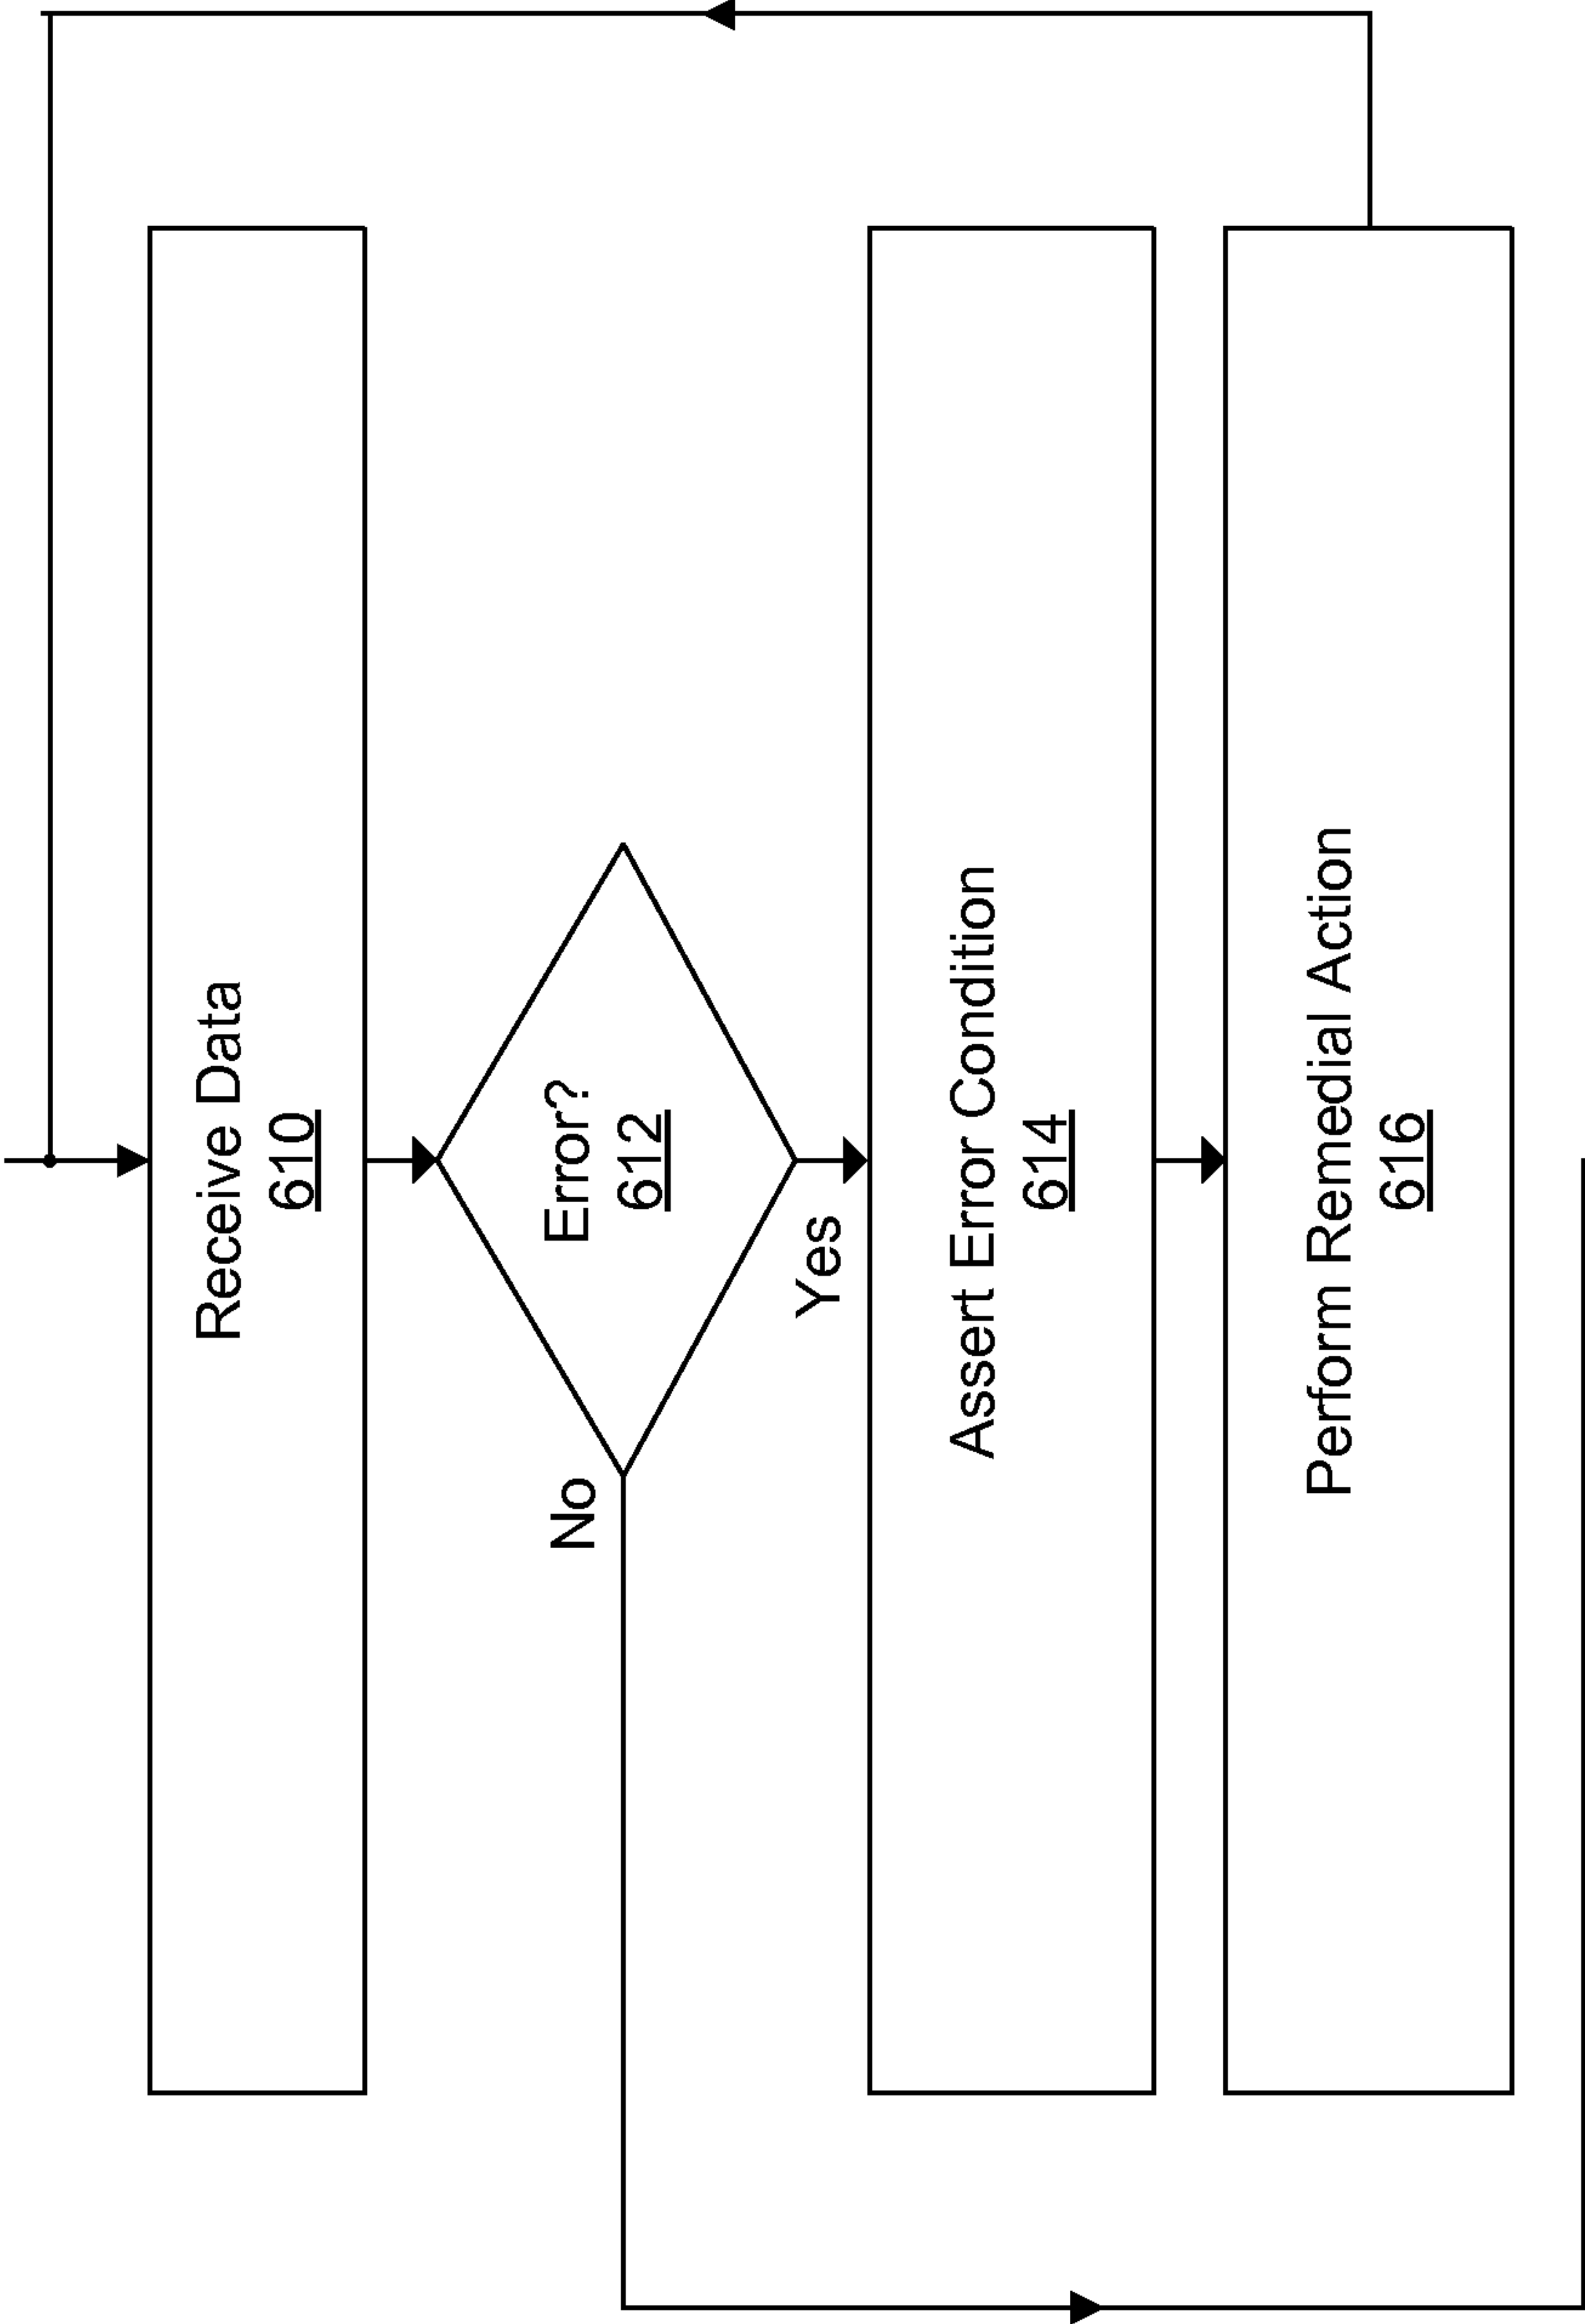 Receive Data
610
Error?
612
No
Yes
Assert Error Condition
614
Perform Remedial Action
616